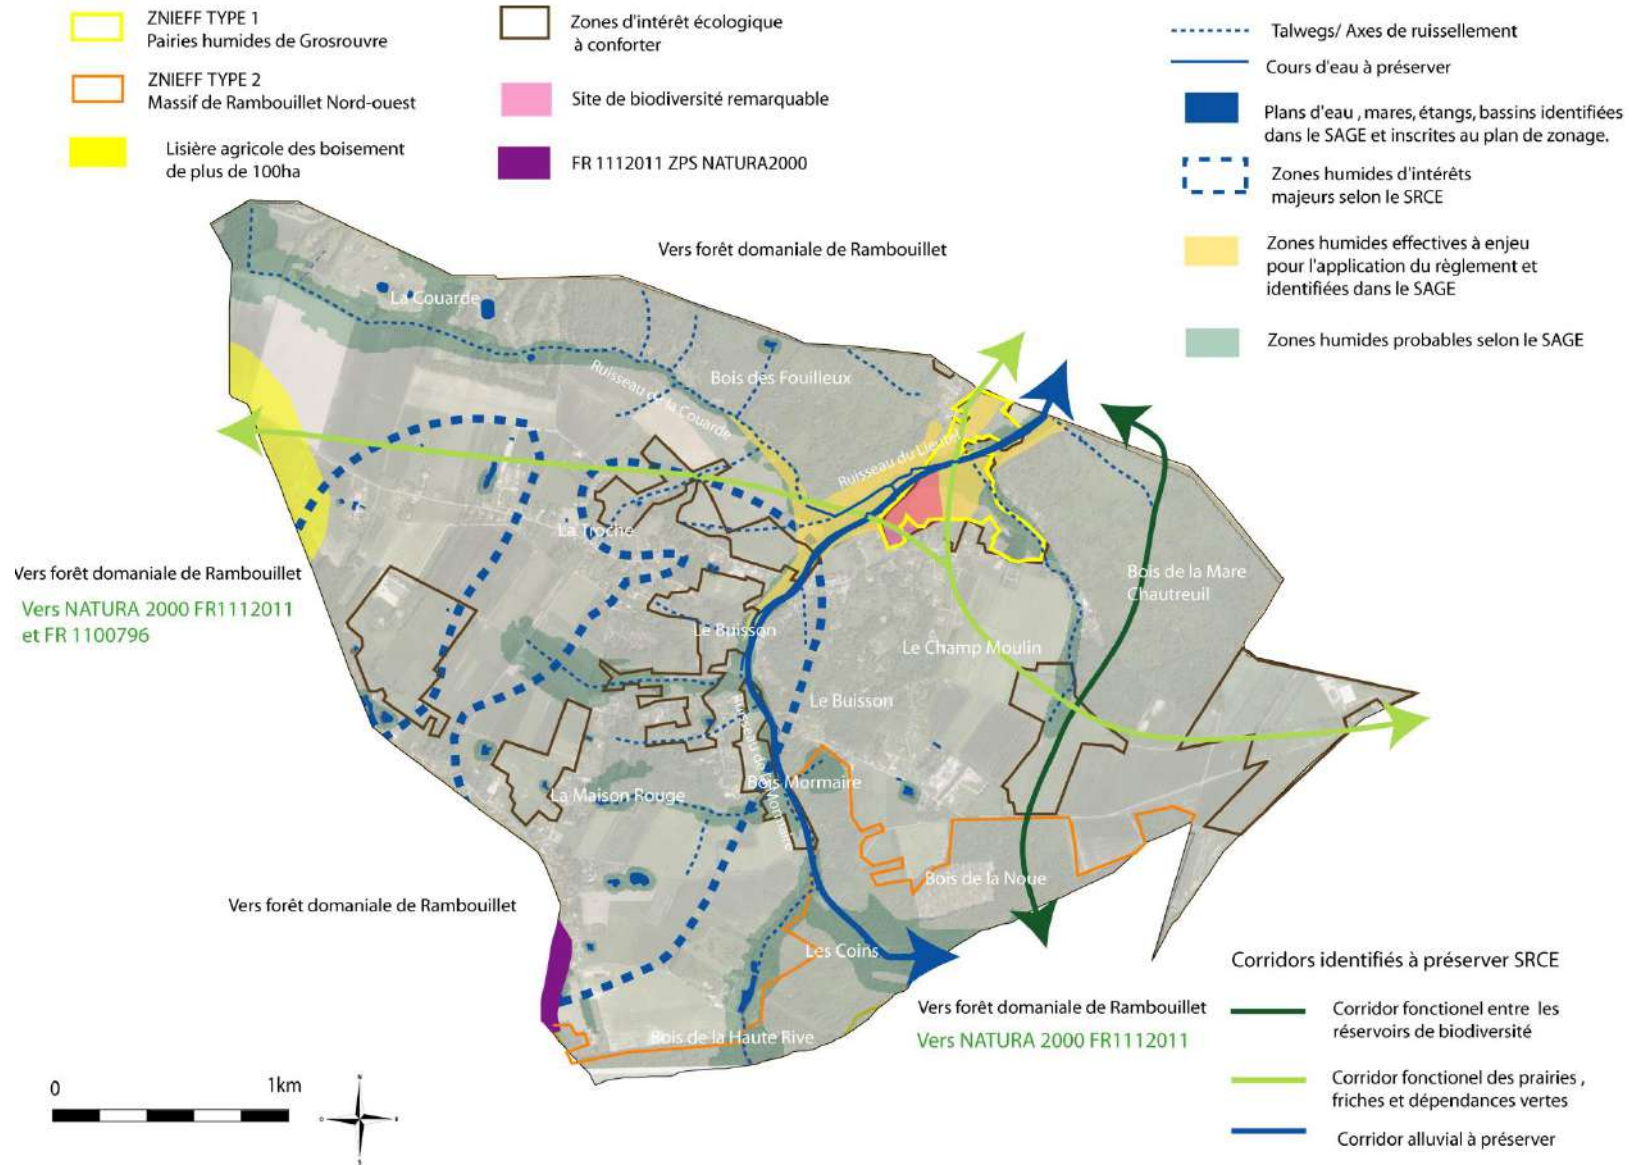 ZNIEFF TYPE 1
Pairies humides de Grosrouvre
ZNIEFF TYPE 2
Massif de Rambouillet Nord-ouest
Lisière agricole des boisement
de plus de 100ha
Zones d'intérêt écologique
à conforter
Site de biodiversité remarquable
FR 1112011 ZPS NATURA2000
Talwegs/ Axes de ruissellement
Cours d'eau à préserver
Plans d'eau , mares, étangs, bassins identifiées
dans le SAGE et inscrites au plan de zonage.
Zones humides d'intérêts
majeurs selon le SRCE
Zones humides effectives à enjeu
pour l'application du règlement et
identifiées dans le SAGE
Zones humides probables selon le SAGE
Vers forêt domaniale de Rambouillet
La Couarde
Bois des Fouilleux
Ruisseau de la Couarde
Ruisseau du Lieutel
La Troche
Vers forêt domaniale de Rambouillet
Vers NATURA 2000 FR1112011
et FR 1100796
Bois de la Mare
Chautreuil
Le Buisson
Le Champ Moulin
Le Buisson
Ruisseau de la Mormaire
Bois Mormaire
La Maison Rouge
Bois de la Noue
Vers forêt domaniale de Rambouillet
Les Coins
Bois de la Haute Rive
Vers forêt domaniale de Rambouillet
Vers NATURA 2000 FR1112011
Corridors identifiés à préserver SRCE
Corridor fonctionel entre les
réservoirs de biodiversité
Corridor fonctionel des prairies ,
friches et dépendances vertes
Corridor alluvial à préserver
0
1km
N
S